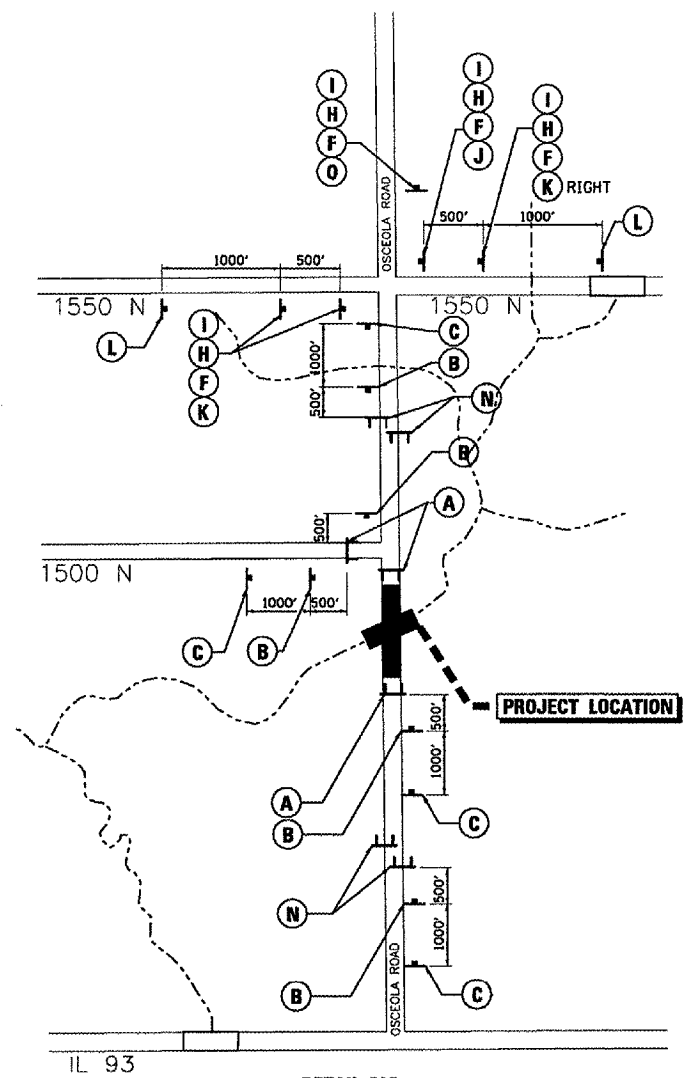 I
H
F
O
I
H
F
J
I
H
F
K RIGHT
OSCEOLA ROAD
500'
1000'
L
1000'
500'
1550 N
1550 N
L
I
H
F
K
1000'
C
B
500'
N
B
A
500'
1500 N
1000'
500'
C
B
PROJECT LOCATION
500'
1000'
A
B
C
N
500'
1000'
B
C
OSCEOLA ROAD
IL 93